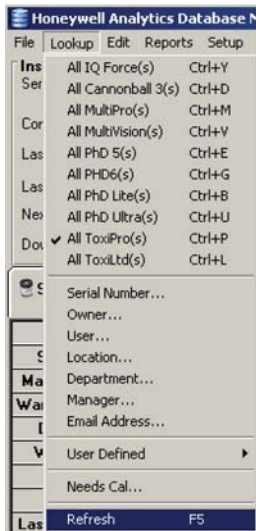 Honeywell Analytics Database
File Lookup Edit Reports Setup
All IQ Force(s) Ctrl+Y
All Cannonball 3(s) Ctrl+D
All MultiPro(s) Ctrl+M
All MultiVision(s) Ctrl+V
All PhD 5(s) Ctrl+E
All PHD6(s) Ctrl+G
All PhD Lite(s) Ctrl+B
All PhD Ultra(s) Ctrl+U
All ToxiPro(s) Ctrl+P
All ToxiLtd(s) Ctrl+L
Serial Number...
Owner...
User...
Location...
Department...
Manager...
Email Address...
User Defined
Needs Cal...
Refresh F5